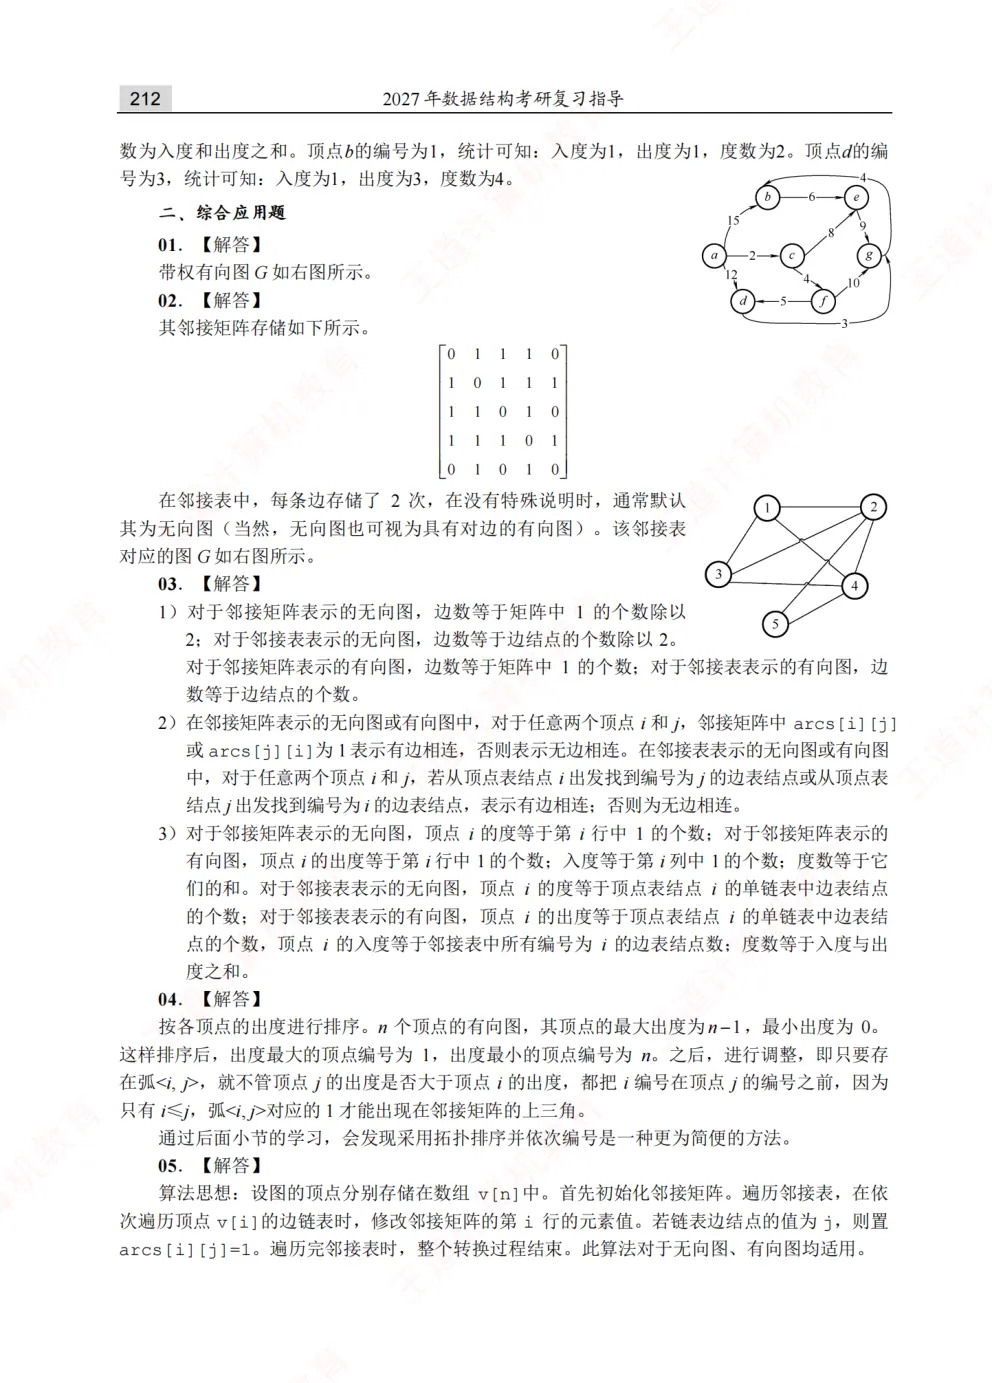 212
2027 年数据结构考研复习指导
数为入度和出度之和。顶点b的编号为1，统计可知：入度为1，出度为1，度数为2。顶点d的编
号为3，统计可知：入度为1，出度为3，度数为4。
二、综合应用题
01. 【解答】
带权有向图 G 如右图所示。
02. 【解答】
其邻接矩阵存储如下所示。
b 6 e 4
15 8 9
a 2 c g
12 4 10
d 5 f
3
0 1 1 1 0
1 0 1 1 1
1 1 0 1 0
1 1 1 0 1
0 1 0 1 0
在邻接表中，每条边存储了 2 次，在没有特殊说明时，通常默认
其为无向图（当然，无向图也可视为具有对边的有向图）。该邻接表
对应的图 G 如右图所示。
1 2
3 4
5
03. 【解答】
1）对于邻接矩阵表示的无向图，边数等于矩阵中 1 的个数除以
2；对于邻接表表示的无向图，边数等于边结点的个数除以 2。
对于邻接矩阵表示的有向图，边数等于矩阵中 1 的个数；对于邻接表表示的有向图，边
数等于边结点的个数。
2）在邻接矩阵表示的无向图或有向图中，对于任意两个顶点 i 和 j，邻接矩阵中 arcs[i][j]
或 arcs[j][i]为 1 表示有边相连，否则表示无边相连。在邻接表表示的无向图或有向图
中，对于任意两个顶点 i 和 j，若从顶点表结点 i 出发找到编号为 j 的边表结点或从顶点表
结点 j 出发找到编号为 i 的边表结点，表示有边相连；否则为无边相连。
3）对于邻接矩阵表示的无向图，顶点 i 的度等于第 i 行中 1 的个数；对于邻接矩阵表示的
有向图，顶点 i 的出度等于第 i 行中 1 的个数；入度等于第 i 列中 1 的个数；度数等于它
们的和。对于邻接表表示的无向图，顶点 i 的度等于顶点表结点 i 的单链表中边表结点
的个数；对于邻接表表示的有向图，顶点 i 的出度等于顶点表结点 i 的单链表中边表结
点的个数，顶点 i 的入度等于邻接表中所有编号为 i 的边表结点数；度数等于入度与出
度之和。
04. 【解答】
按各顶点的出度进行排序。n 个顶点的有向图，其顶点的最大出度为 n−1，最小出度为 0。
这样排序后，出度最大的顶点编号为 1，出度最小的顶点编号为 n。之后，进行调整，即只要存
在弧<i, j>，就不管顶点 j 的出度是否大于顶点 i 的出度，都把 i 编号在顶点 j 的编号之前，因为
只有 i≤j，弧<i, j>对应的 1 才能出现在邻接矩阵的上三角。
通过后面小节的学习，会发现采用拓扑排序并依次编号是一种更为简便的方法。
05. 【解答】
算法思想：设图的顶点分别存储在数组 v[n]中。首先初始化邻接矩阵。遍历邻接表，在依
次遍历顶点 v[i]的边链表时，修改邻接矩阵的第 i 行的元素值。若链表边结点的值为 j，则置
arcs[i][j]=1。遍历完邻接表时，整个转换过程结束。此算法对于无向图、有向图均适用。